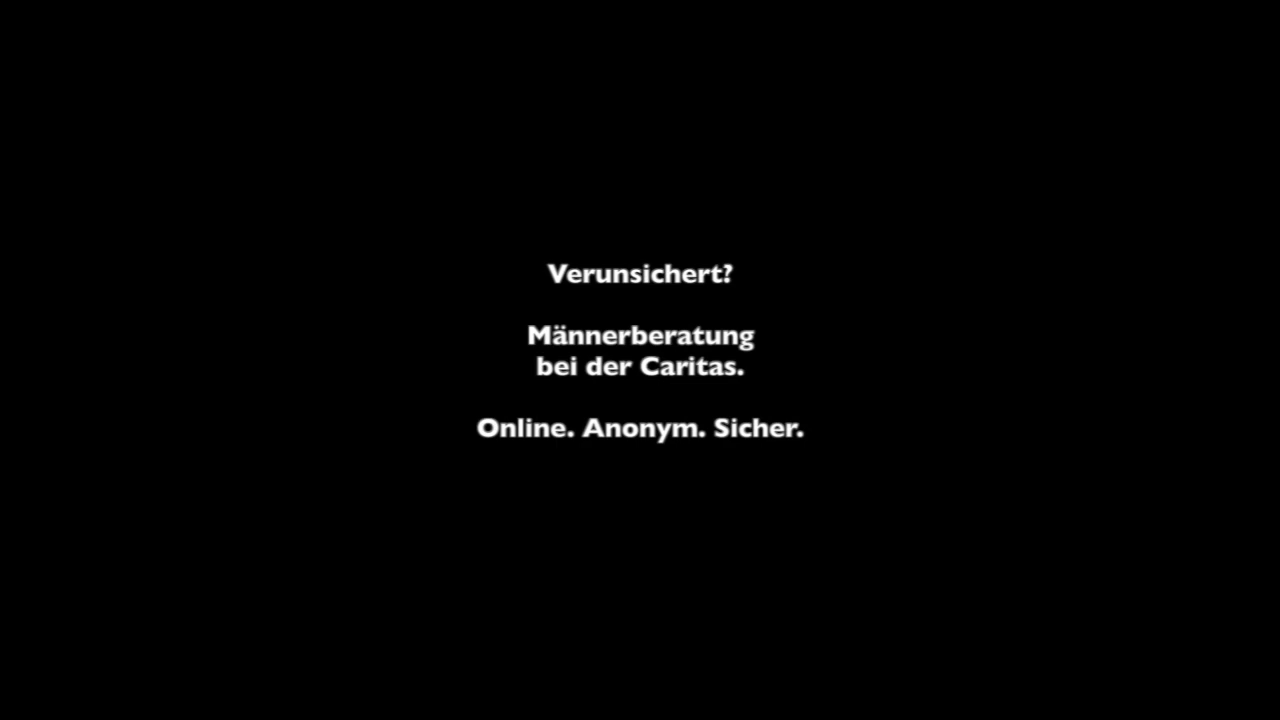 Verunsichert?
Männerberatung
bei der Caritas.
Online. Anonym. Sicher.